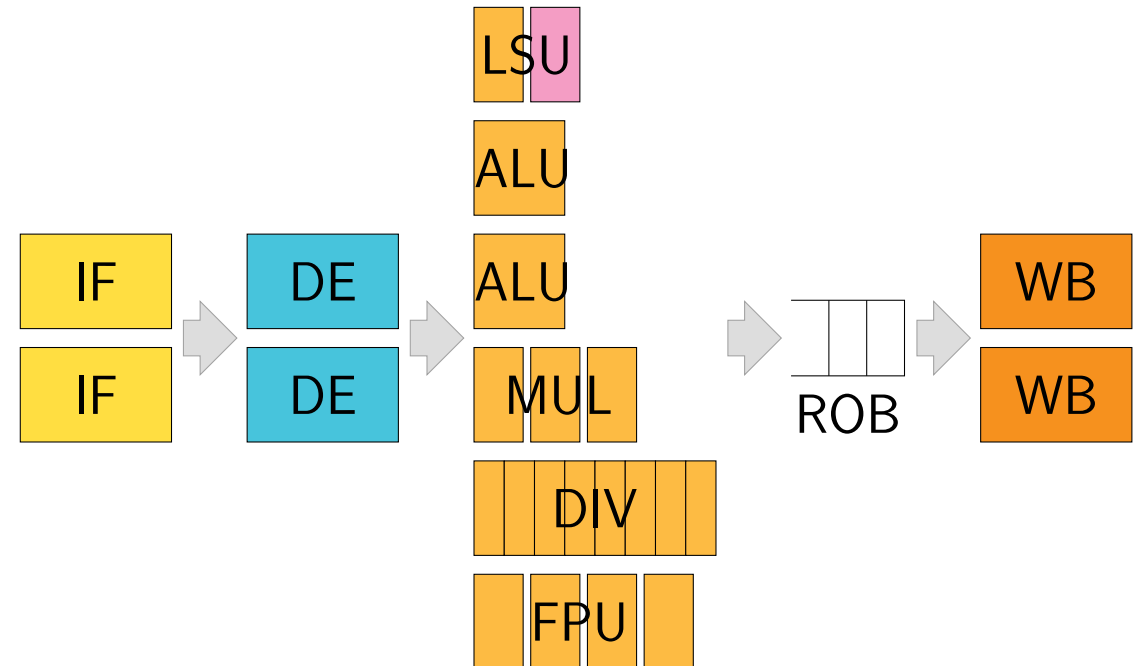 LSU
ALU
IF
DE
ALU
WB
IF
DE
MUL
ROB
WB
DIV
FPU